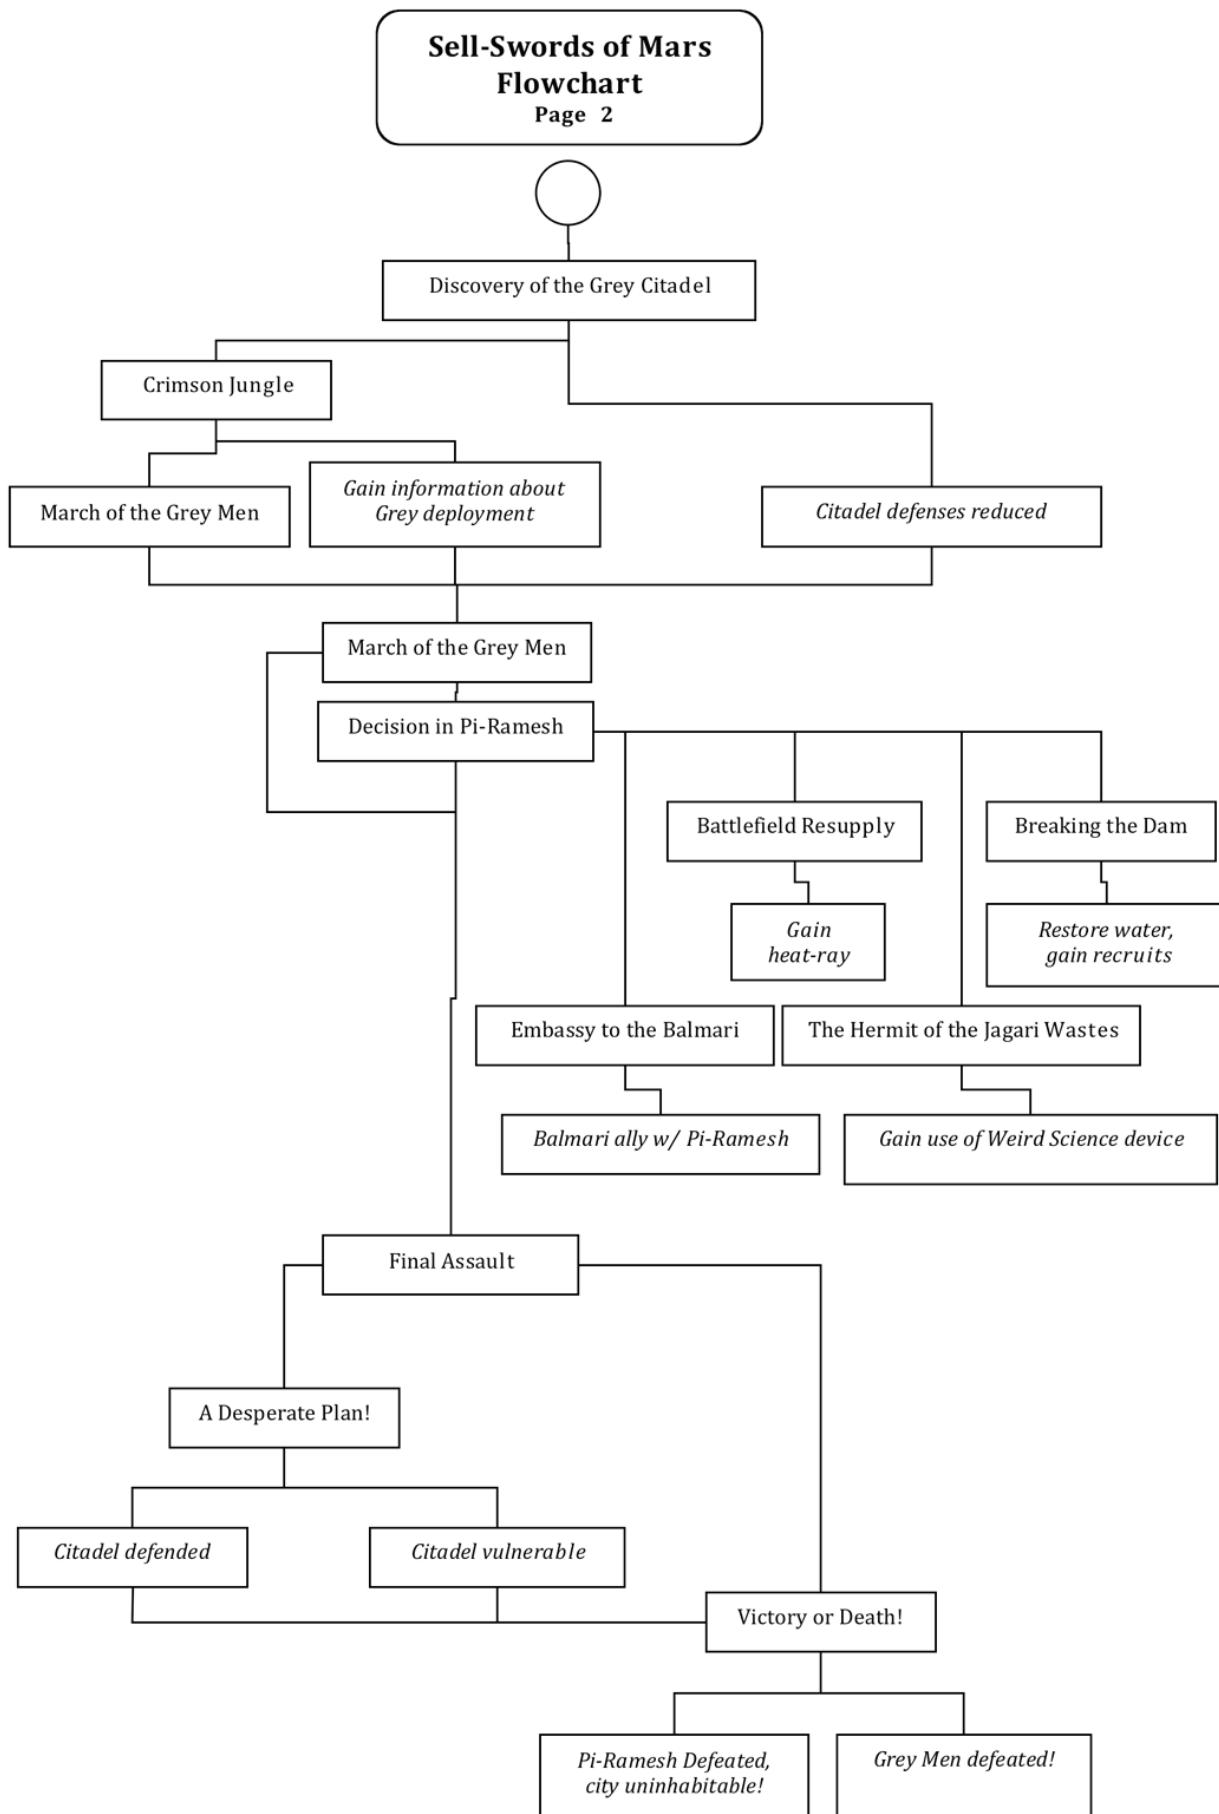 Sell-Swords of Mars
Flowchart
Page 2
Discovery of the Grey Citadel
Crimson Jungle
March of the Grey Men
Gain information about
Grey deployment
Citadel defenses reduced
March of the Grey Men
Decision in Pi-Ramesh
Battlefield Resupply
Breaking the Dam
Gain
heat-ray
Restore water,
gain recruits
Embassy to the Balmari
The Hermit of the Jagari Wastes
Balmari ally w/ Pi-Ramesh
Gain use of Weird Science device
Final Assault
A Desperate Plan!
Citadel defended
Citadel vulnerable
Victory or Death!
Pi-Ramesh Defeated,
city uninhabitable!
Grey Men defeated!